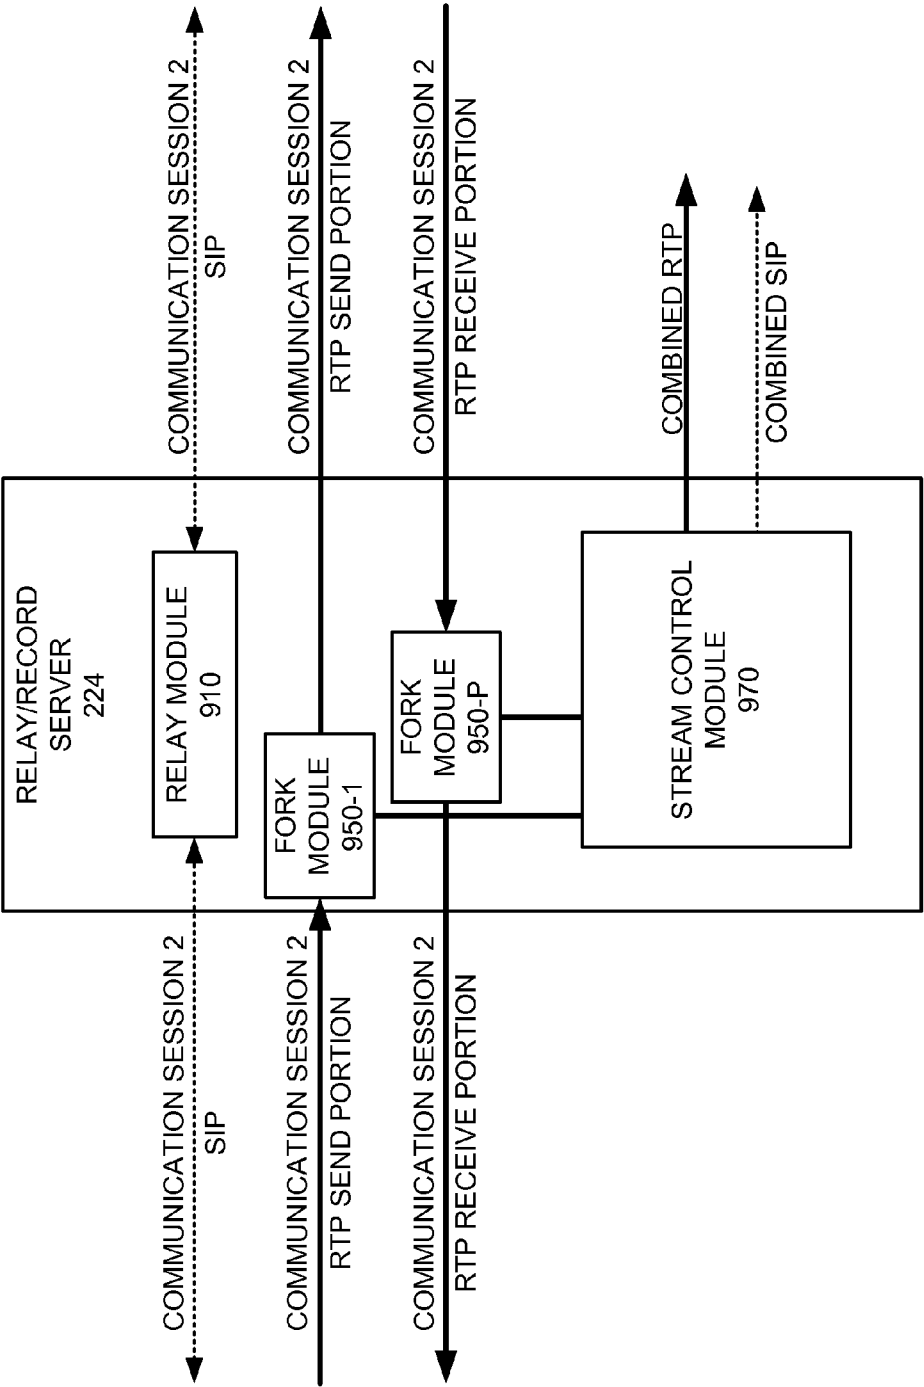 RELAY/RECORD
SERVER
224
COMMUNICATION SESSION 2
SIP
RELAY MODULE
910
COMMUNICATION SESSION 2
SIP
COMMUNICATION SESSION 2
RTP SEND PORTION
FORK
MODULE
950-1
COMMUNICATION SESSION 2
RTP SEND PORTION
COMMUNICATION SESSION 2
RTP RECEIVE PORTION
FORK
MODULE
950-P
COMMUNICATION SESSION 2
RTP RECEIVE PORTION
STREAM CONTROL
MODULE
970
COMBINED RTP
COMBINED SIP